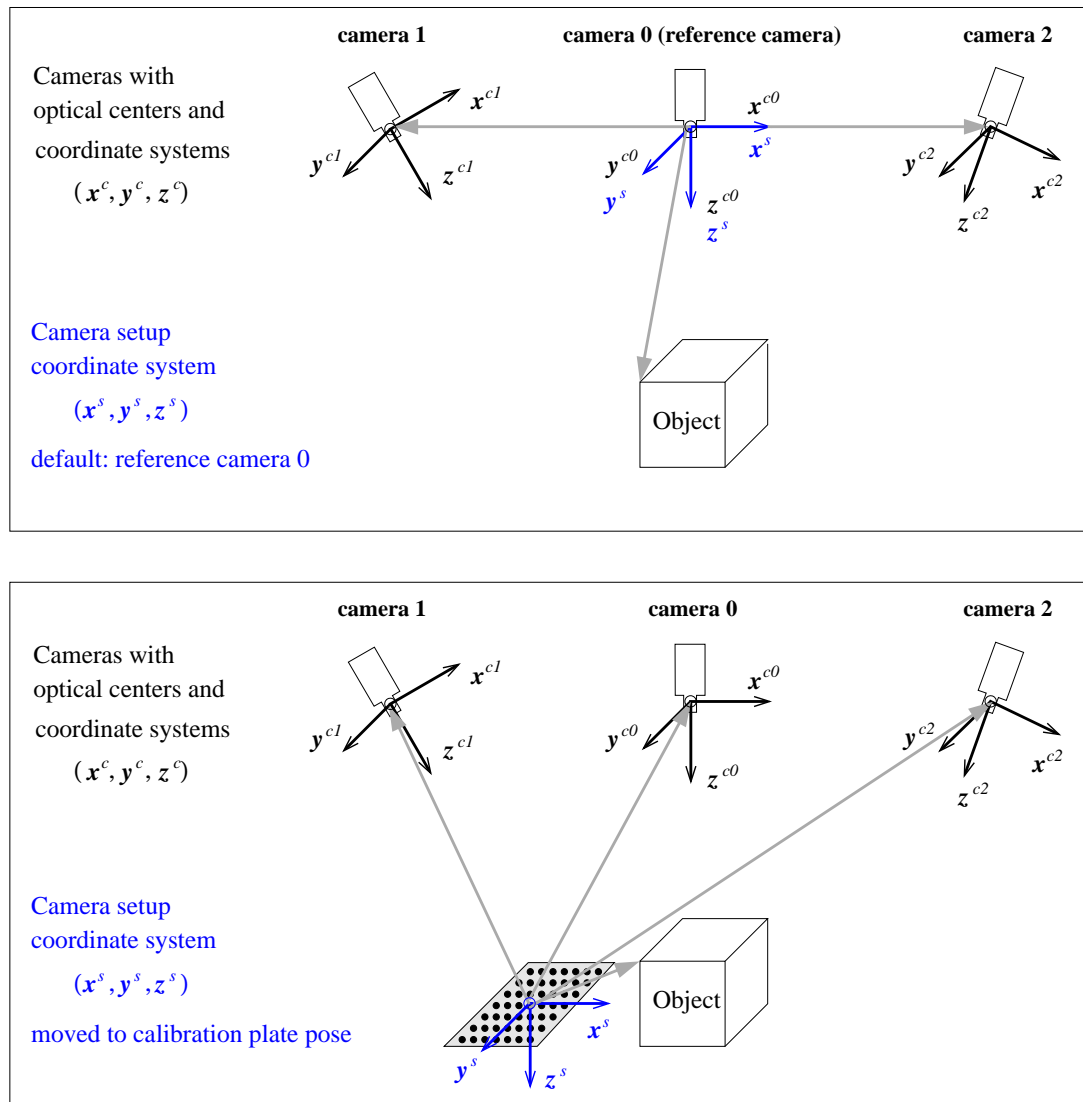 camera 1
camera 0 (reference camera)
camera 2
Cameras with
optical centers and
coordinate systems
(x^c, y^c, z^c)
x^c1
y^c1
z^c1
x^c0
x^s
y^c0
y^s
z^c0
z^s
y^c2
x^c2
z^c2
Camera setup
coordinate system
(x^s, y^s, z^s)
default: reference camera 0
Object
camera 1
camera 0
camera 2
Cameras with
optical centers and
coordinate systems
(x^c, y^c, z^c)
x^c1
y^c1
z^c1
x^c0
y^c0
z^c0
y^c2
x^c2
z^c2
Camera setup
coordinate system
(x^s, y^s, z^s)
moved to calibration plate pose
Object
x^s
y^s
z^s